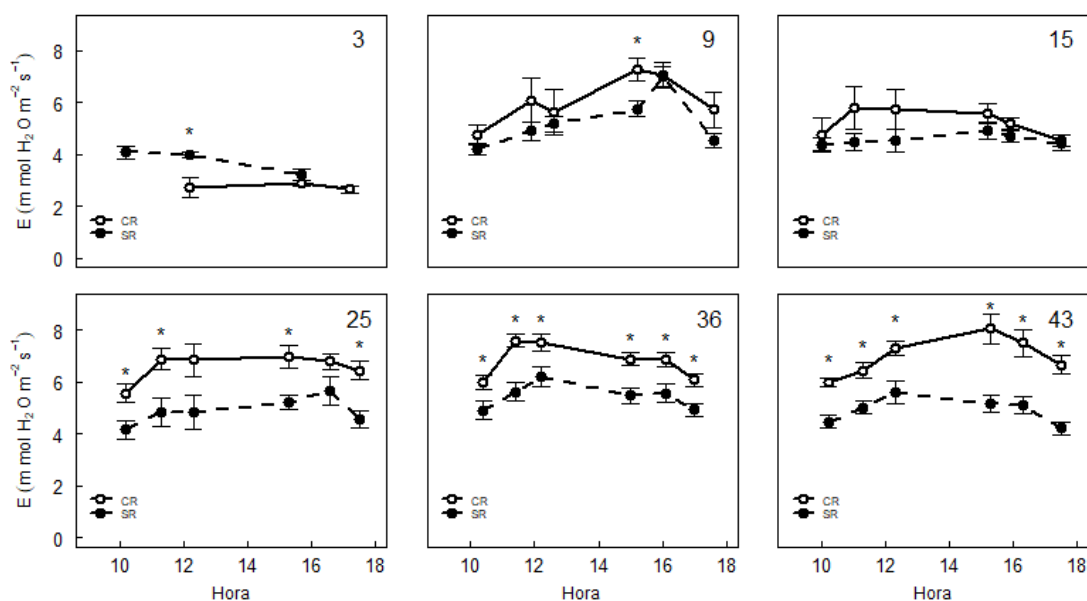 3
9
15
*
*
8
6
4
2
0
E (m mol H₂ O m⁻² s⁻¹)
CR
SR
CR
SR
CR
SR
25
36
43
* * * *
* * * * *
* * * * * *
8
6
4
2
0
E (m mol H₂ O m⁻² s⁻¹)
CR
SR
CR
SR
CR
SR
10 12 14 16 18
10 12 14 16 18
10 12 14 16 18
Hora
Hora
Hora